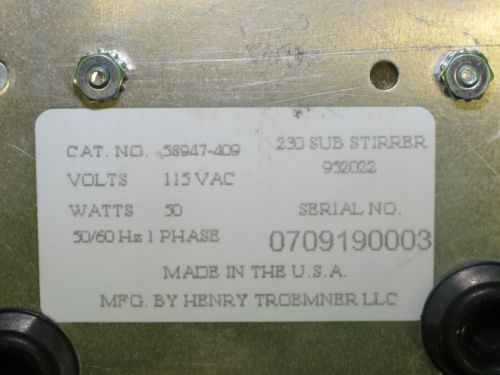 CAT. NO. 58947-409
230 SUB STIRRER
952022
VOLTS 115 VAC
WATTS 50
SERIAL NO.
50/60 Hz 1 PHASE
0709190003
MADE IN THE U.S.A.
MFG. BY HENRY TROEMNER LLC